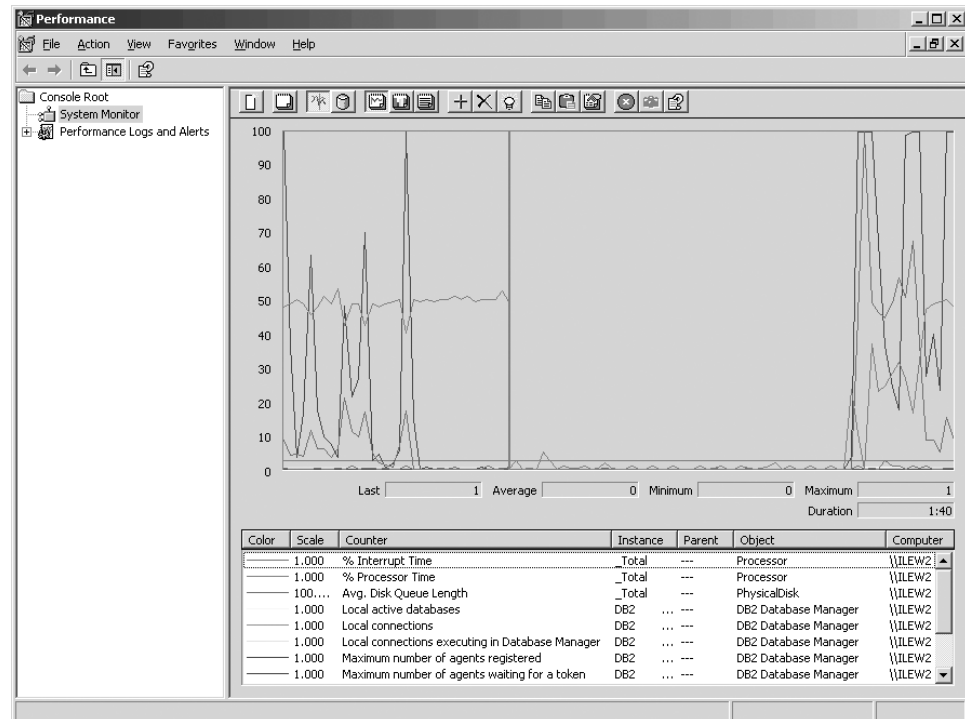 Performance
File Action View Favorites Window Help
Console Root
System Monitor
Performance Logs and Alerts
100
90
80
70
60
50
40
30
20
10
0
Last 1 Average 0 Minimum 0 Maximum 1
Duration 1:40
Color Scale Counter Instance Parent Object Computer
1.000 % Interrupt Time _Total --- Processor \\ILEW2
1.000 % Processor Time _Total --- Processor \\ILEW2
100.... Avg. Disk Queue Length _Total --- PhysicalDisk \\ILEW2
1.000 Local active databases DB2 ... --- DB2 Database Manager \\ILEW2
1.000 Local connections DB2 ... --- DB2 Database Manager \\ILEW2
1.000 Local connections executing in Database Manager DB2 ... --- DB2 Database Manager \\ILEW2
1.000 Maximum number of agents registered DB2 ... --- DB2 Database Manager \\ILEW2
1.000 Maximum number of agents waiting for a token DB2 ... --- DB2 Database Manager \\ILEW2